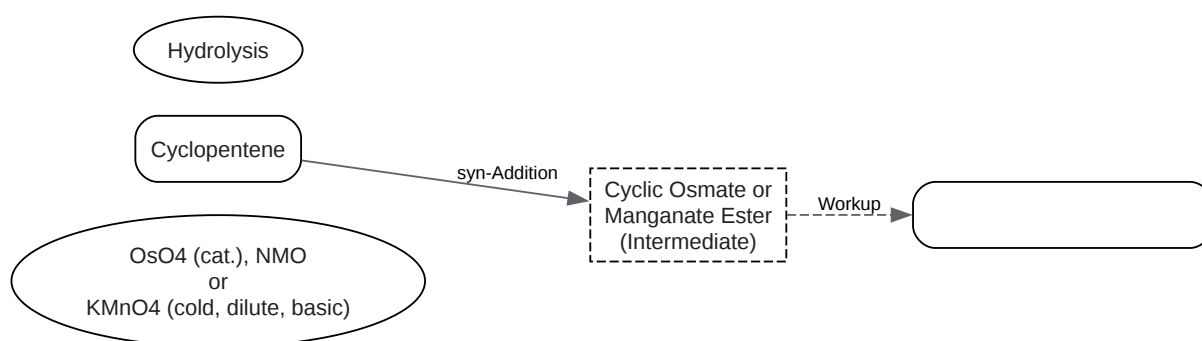 Hydrolysis
Cyclopentene
syn-Addition
Cyclic Osmate or
Manganate Ester
(Intermediate)
Workup
OsO4 (cat.), NMO
or
KMnO4 (cold, dilute, basic)